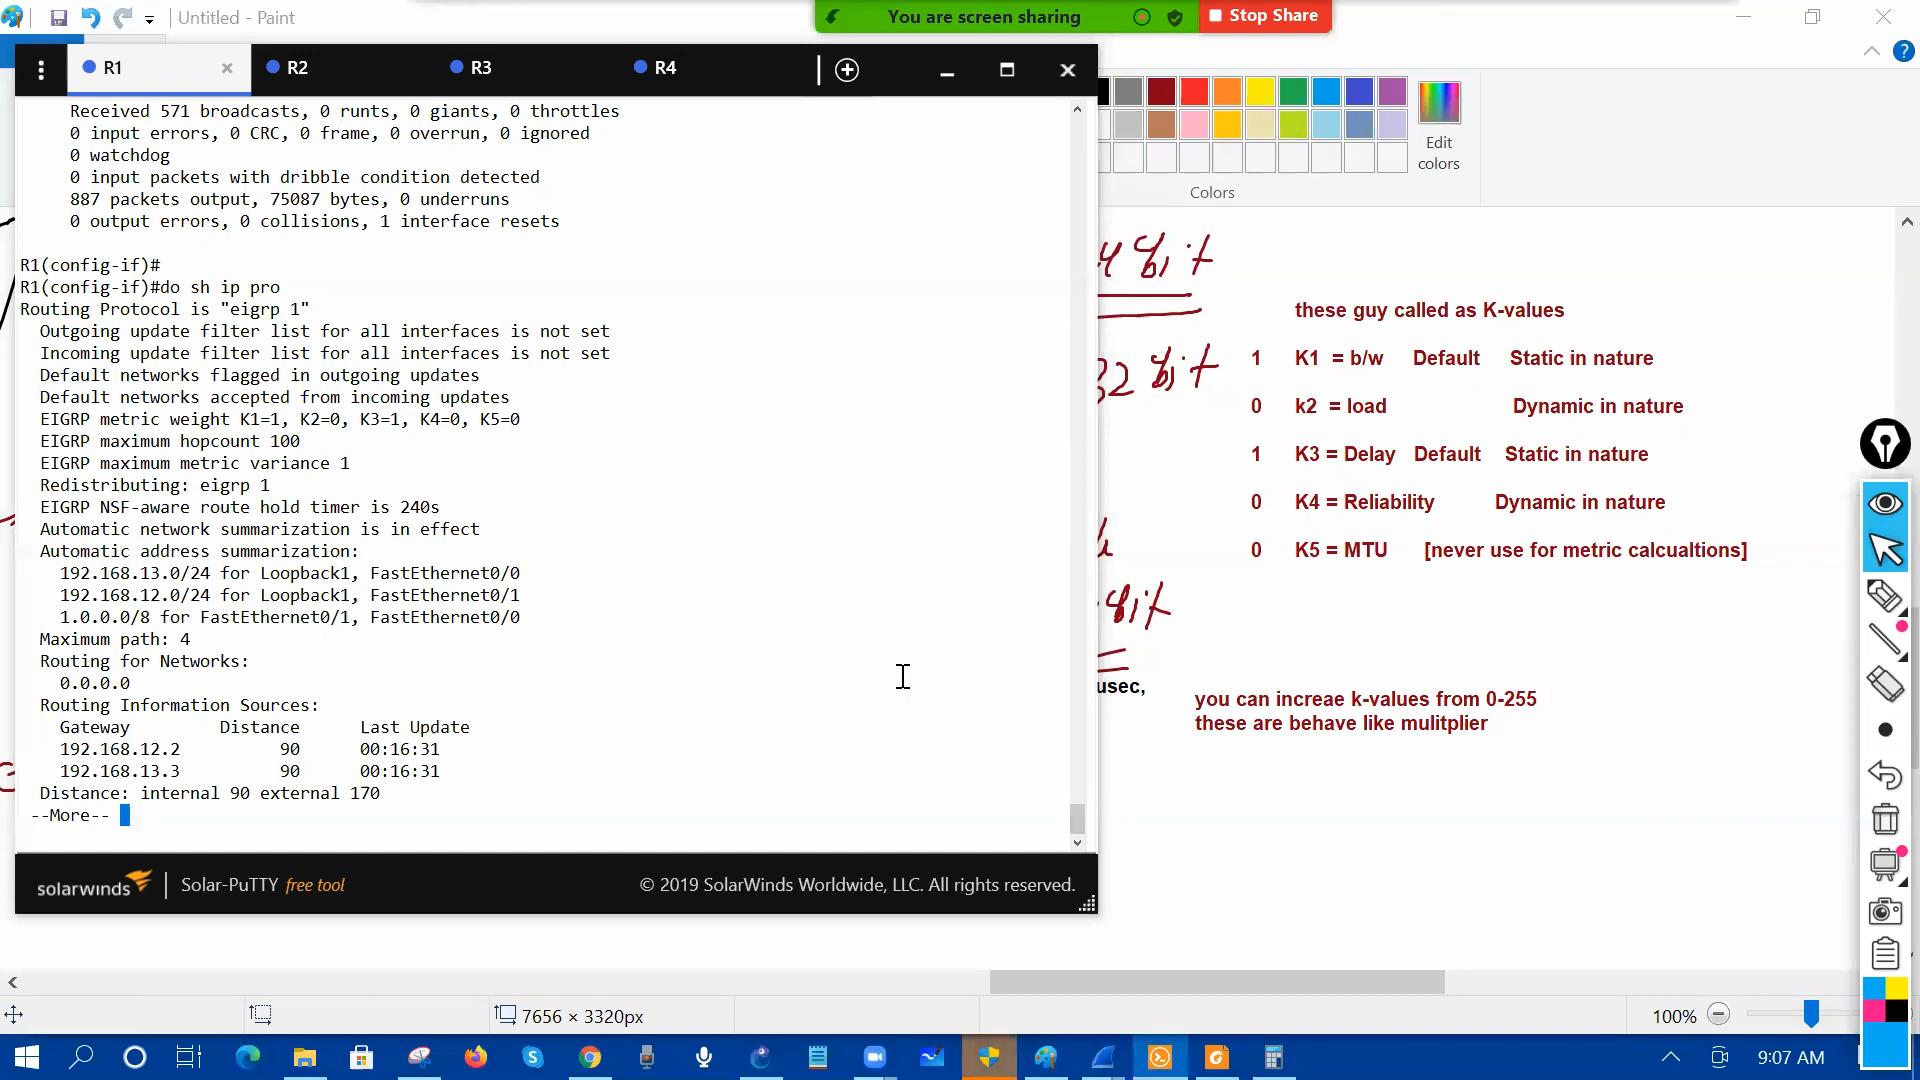 Untitled - Paint
You are screen sharing
Stop Share
R1
R2
R3
R4
Received 571 broadcasts, 0 runts, 0 giants, 0 throttles
0 input errors, 0 CRC, 0 frame, 0 overrun, 0 ignored
0 watchdog
0 input packets with dribble condition detected
887 packets output, 75087 bytes, 0 underruns
0 output errors, 0 collisions, 1 interface resets
R1(config-if)#
R1(config-if)#do sh ip pro
Routing Protocol is "eigrp 1"
Outgoing update filter list for all interfaces is not set
Incoming update filter list for all interfaces is not set
Default networks flagged in outgoing updates
Default networks accepted from incoming updates
EIGRP metric weight K1=1, K2=0, K3=1, K4=0, K5=0
EIGRP maximum hopcount 100
EIGRP maximum metric variance 1
Redistributing: eigrp 1
EIGRP NSF-aware route hold timer is 240s
Automatic network summarization is in effect
Automatic address summarization:
192.168.13.0/24 for Loopback1, FastEthernet0/0
192.168.12.0/24 for Loopback1, FastEthernet0/1
1.0.0.0/8 for FastEthernet0/1, FastEthernet0/0
Maximum path: 4
Routing for Networks:
0.0.0.0
Routing Information Sources:
Gateway Distance Last Update
192.168.12.2 90 00:16:31
192.168.13.3 90 00:16:31
Distance: internal 90 external 170
--More--
solarwinds Solar-PuTTY free tool
© 2019 SolarWinds Worldwide, LLC. All rights reserved.
Edit
colors
Colors
4 bit
32 bit
bit
usec,
these guy called as K-values
1 K1 = b/w Default Static in nature
0 k2 = load Dynamic in nature
1 K3 = Delay Default Static in nature
0 K4 = Reliability Dynamic in nature
0 K5 = MTU [never use for metric calcualtions]
you can increae k-values from 0-255
these are behave like mulitplier
7656 × 3320px
100%
9:07 AM